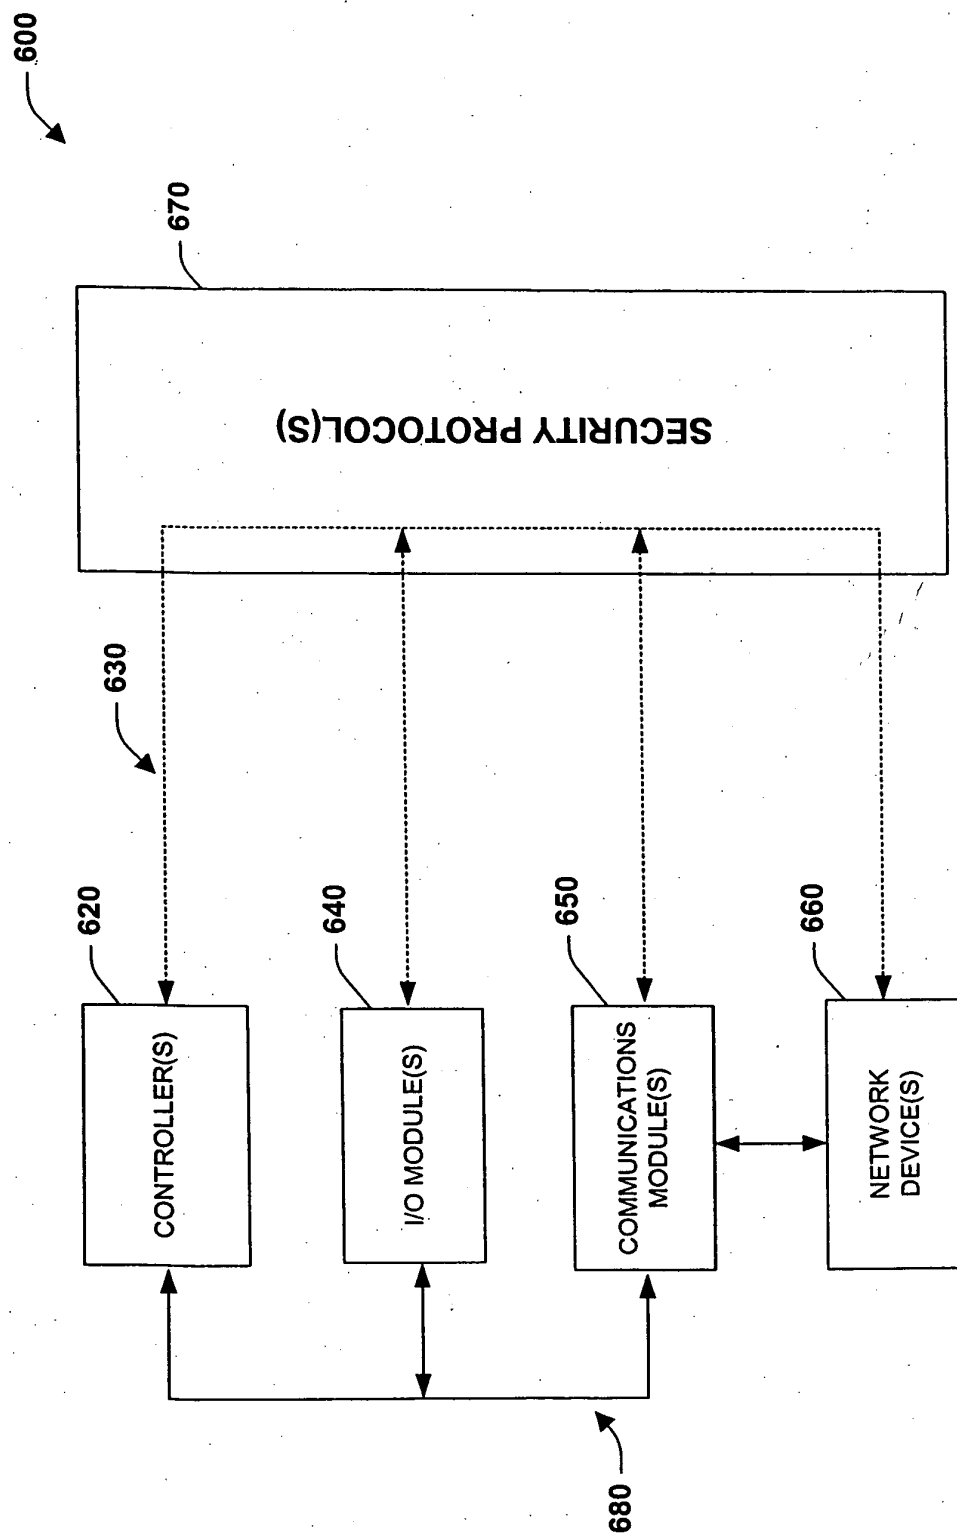 600
670
SECURITY PROTOCOL(S)
630
620
CONTROLLER(S)
640
I/O MODULE(S)
650
COMMUNICATIONS
MODULE(S)
660
NETWORK
DEVICE(S)
680